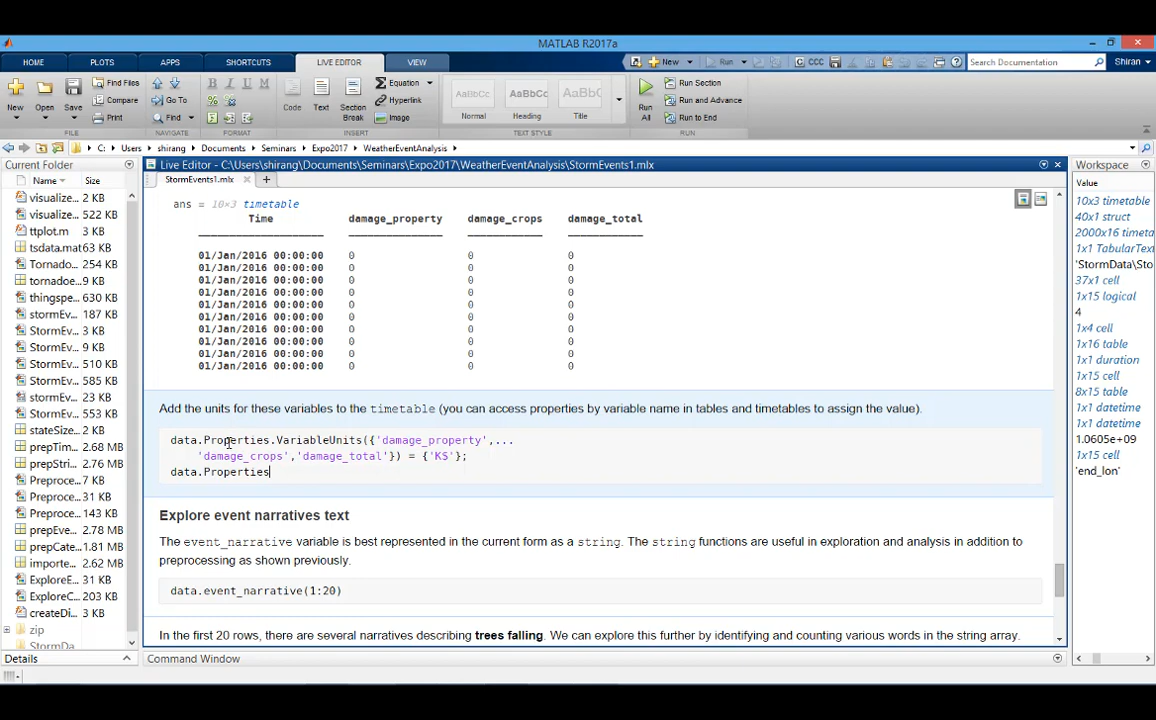 MATLAB R2017a
HOME PLOTS APPS SHORTCUTS LIVE EDITOR VIEW
New Run CCC Search Documentation Shiran
New Open Save Find Files Compare Print
Go To Find
B I U M
Code Text Section Break
Equation Hyperlink Image
AaBbCc AaBbCc AaBbCc
Normal Heading Title
Run All Run Section Run and Advance Run to End
FILE NAVIGATE FORMAT INSERT TEXT STYLE RUN
C: Users shirang Documents Seminars Expo2017 WeatherEventAnalysis
Current Folder
Name Size
visualize... 2 KB
visualize... 522 KB
ttplot.m 1 KB
tsdata.mat 63 KB
Tornado... 254 KB
tornadoe... 9 KB
thingspe... 630 KB
stormEv... 187 KB
StormEv... 3 KB
StormEv... 9 KB
StormEv... 510 KB
StormEv... 585 KB
stormEv... 23 KB
StormEv... 553 KB
stateSize... 2 KB
prepTim... 2.68 MB
prepStri... 2.76 MB
Preproce... 7 KB
Preproce... 31 KB
Preproce... 143 KB
prepEve... 2.78 MB
prepCate... 1.81 MB
importe... 2.62 MB
ExploreE... 31 KB
ExploreC... 203 KB
createDi... 3 KB
zip
StormDa...
Details
Live Editor - C:\Users\shirang\Documents\Seminars\Expo2017\WeatherEventAnalysis\StormEvents1.mlx
StormEvents1.mlx
ans = 10×3 timetable
Time damage_property damage_crops damage_total
01/Jan/2016 00:00:00 0 0 0
01/Jan/2016 00:00:00 0 0 0
01/Jan/2016 00:00:00 0 0 0
01/Jan/2016 00:00:00 0 0 0
01/Jan/2016 00:00:00 0 0 0
01/Jan/2016 00:00:00 0 0 0
01/Jan/2016 00:00:00 0 0 0
01/Jan/2016 00:00:00 0 0 0
01/Jan/2016 00:00:00 0 0 0
01/Jan/2016 00:00:00 0 0 0
Add the units for these variables to the timetable (you can access properties by variable name in tables and timetables to assign the value).
data.Properties.VariableUnits({'damage_property',...
'damage_crops','damage_total'}) = {'K$'};
data.Properties
Explore event narratives text
The event_narrative variable is best represented in the current form as a string. The string functions are useful in exploration and analysis in addition to
preprocessing as shown previously.
data.event_narrative(1:20)
In the first 20 rows, there are several narratives describing trees falling. We can explore this further by identifying and counting various words in the string array.
Command Window
Workspace
Value
10x3 timetable
40x1 struct
2000x16 timeta
1x1 TabularText
'StormData\Sto
37x1 cell
1x15 logical
4
1x4 cell
1x16 table
1x1 duration
1x15 cell
8x15 table
1x1 datetime
1x1 datetime
1.0605e+09
1x15 cell
'end_lon'